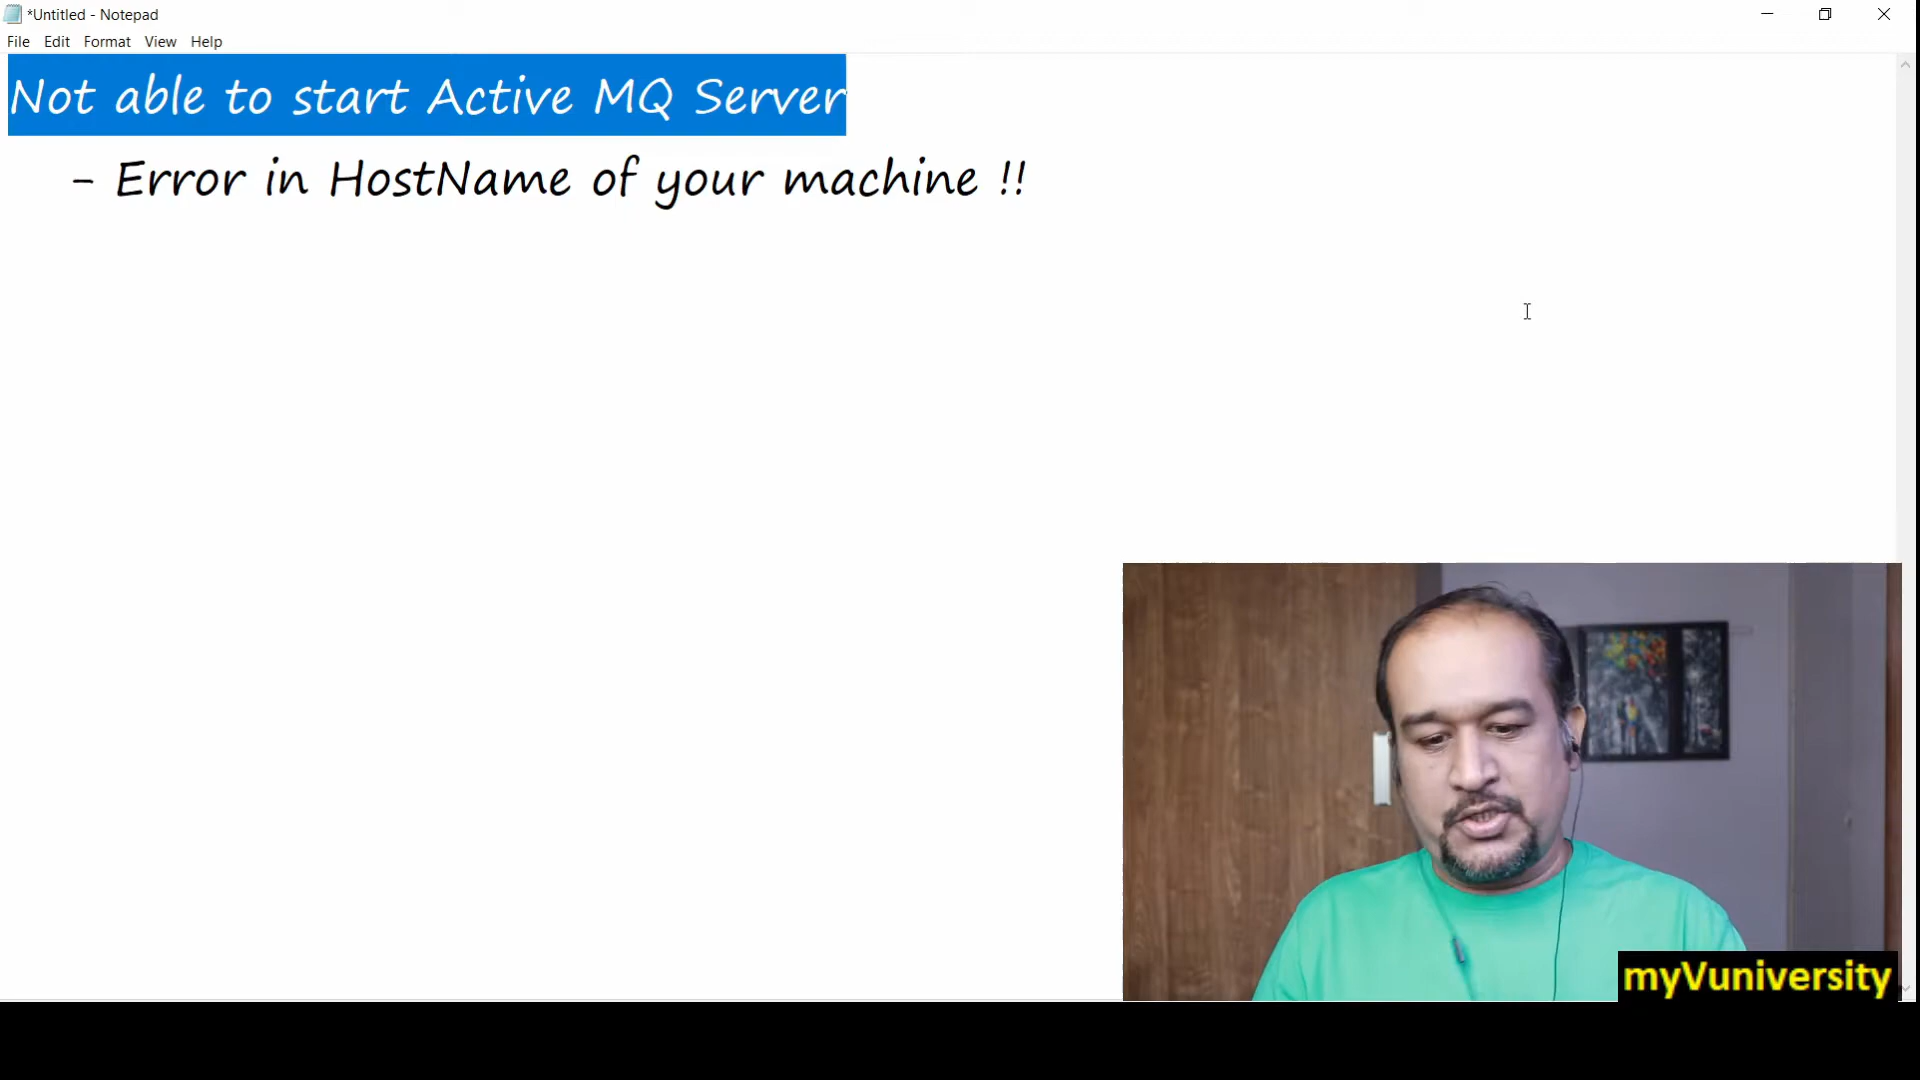 *Untitled - Notepad
File Edit Format View Help
Not able to start Active MQ Server
- Error in HostName of your machine !!
myVuniversity